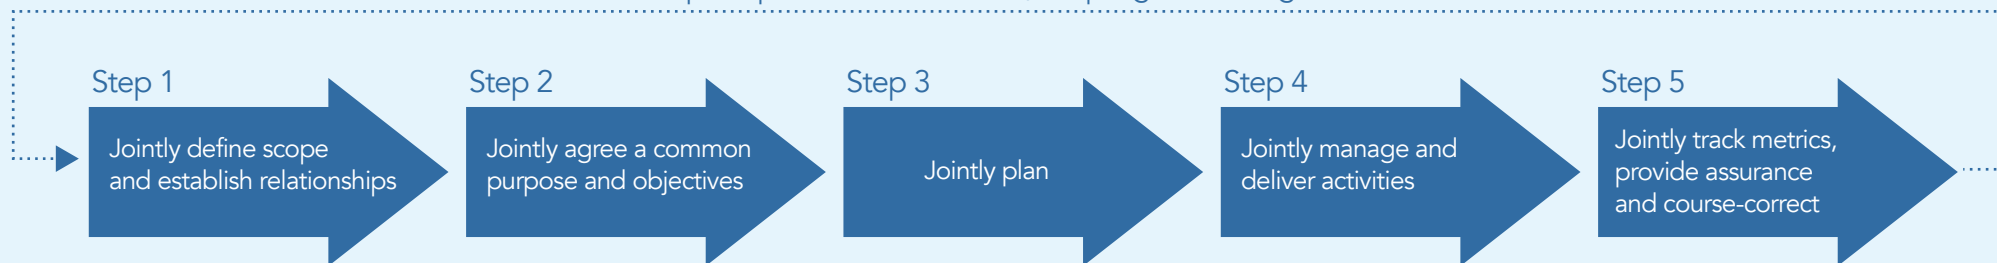 Step 1
Jointly define scope
and establish relationships
Step 2
Jointly agree a common
purpose and objectives
Step 3
Jointly plan
Step 4
Jointly manage and
deliver activities
Step 5
Jointly track metrics,
provide assurance
and course-correct